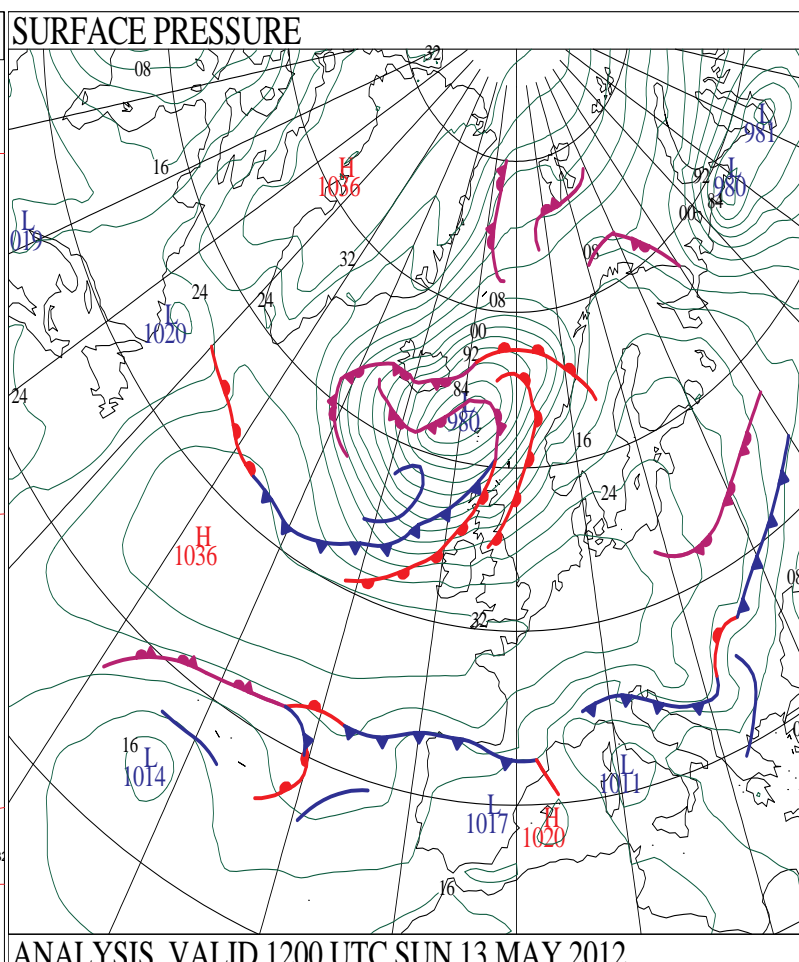 SURFACE PRESSURE
32
08
L
981
16
H
1036
L
980
92
84
00
L
019
08
32
24
24
08
L
1020
00
92
84
L
980
24
16
24
H
1036
08
32
16
L
1014
L
1011
L
1017
H
1020
16
ANALYSIS VALID 1200 UTC SUN 13 MAY 2012